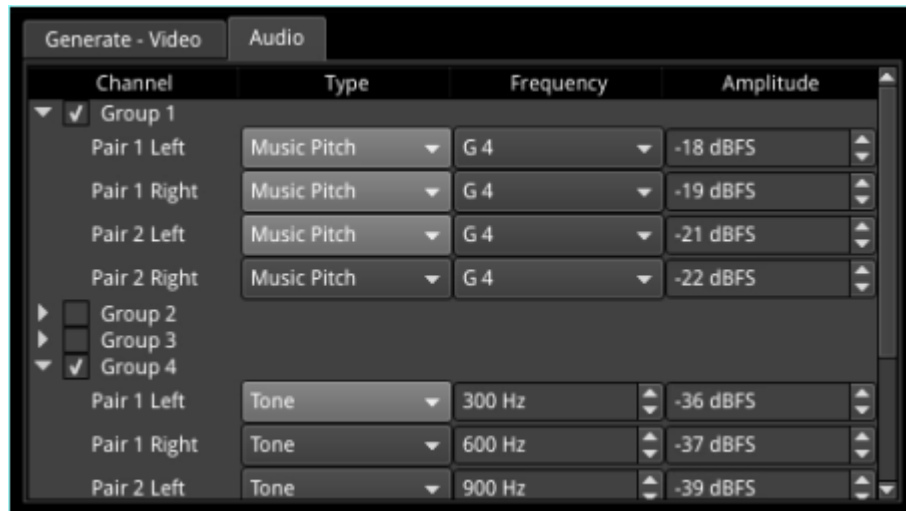 Generate - Video Audio
Channel Type Frequency Amplitude
Group 1
Pair 1 Left Music Pitch G 4 -18 dBFS
Pair 1 Right Music Pitch G 4 -19 dBFS
Pair 2 Left Music Pitch G 4 -21 dBFS
Pair 2 Right Music Pitch G 4 -22 dBFS
Group 2
Group 3
Group 4
Pair 1 Left Tone 300 Hz -36 dBFS
Pair 1 Right Tone 600 Hz -37 dBFS
Pair 2 Left Tone 900 Hz -39 dBFS